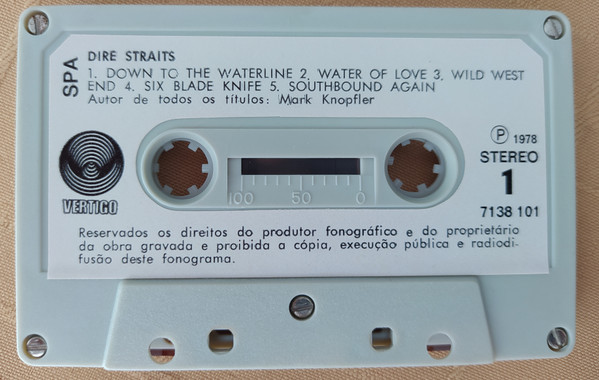 SPA
DIRE STRAITS
1. DOWN TO THE WATERLINE 2. WATER OF LOVE 3. WILD WEST
END 4. SIX BLADE KNIFE 5. SOUTHBOUND AGAIN
Autor de todos os títulos: Mark Knopfler
VERTIGO
100 50 0
Ⓟ 1978
STEREO
1
7138 101
Reservados os direitos do produtor fonográfico e do proprietário
da obra gravada e proibida a cópia, execução pública e radiodi-
fusão deste fonograma.